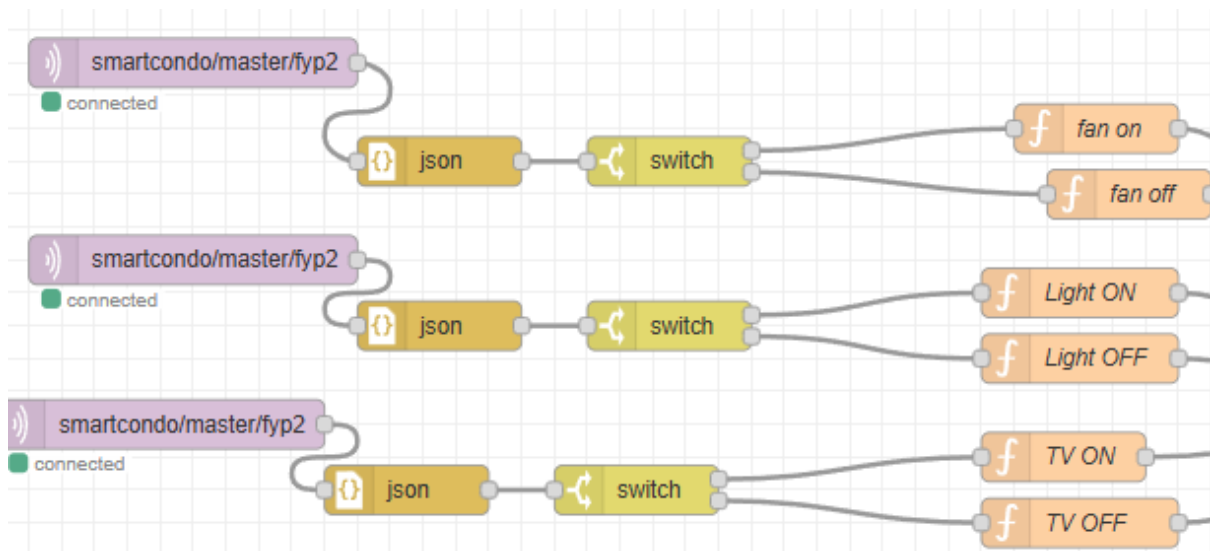 smartcondo/master/fyp2
connected
fan on
json
switch
fan off
smartcondo/master/fyp2
connected
Light ON
json
switch
Light OFF
smartcondo/master/fyp2
connected
TV ON
json
switch
TV OFF